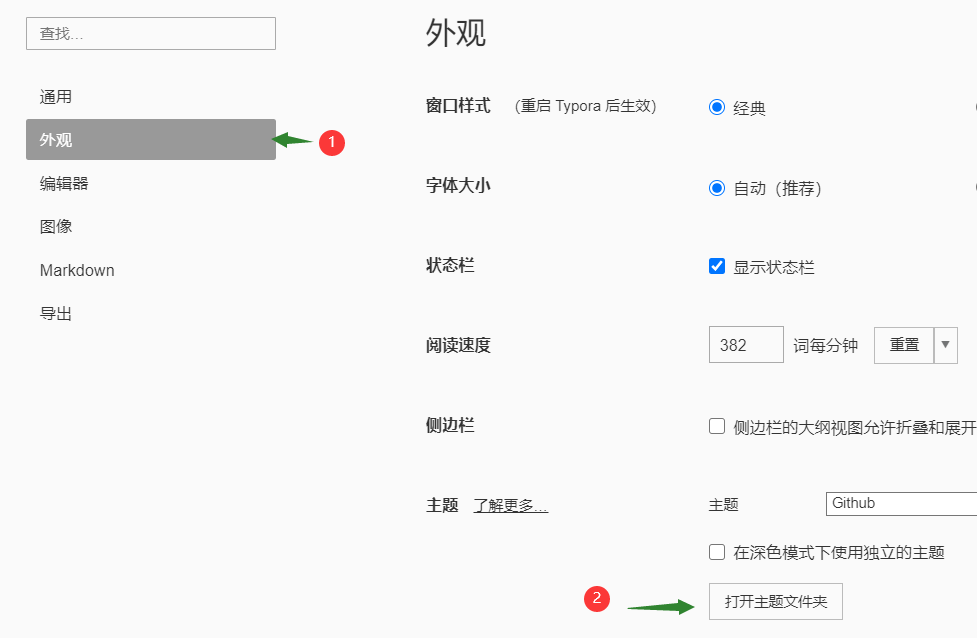 查找...
通用
外观
编辑器
图像
Markdown
导出
1
外观
窗口样式 (重启 Typora 后生效) 经典
字体大小 自动（推荐）
状态栏 显示状态栏
阅读速度 382 词每分钟 重置
侧边栏 侧边栏的大纲视图允许折叠和展开
主题 了解更多... 主题 Github
在深色模式下使用独立的主题
2 打开主题文件夹